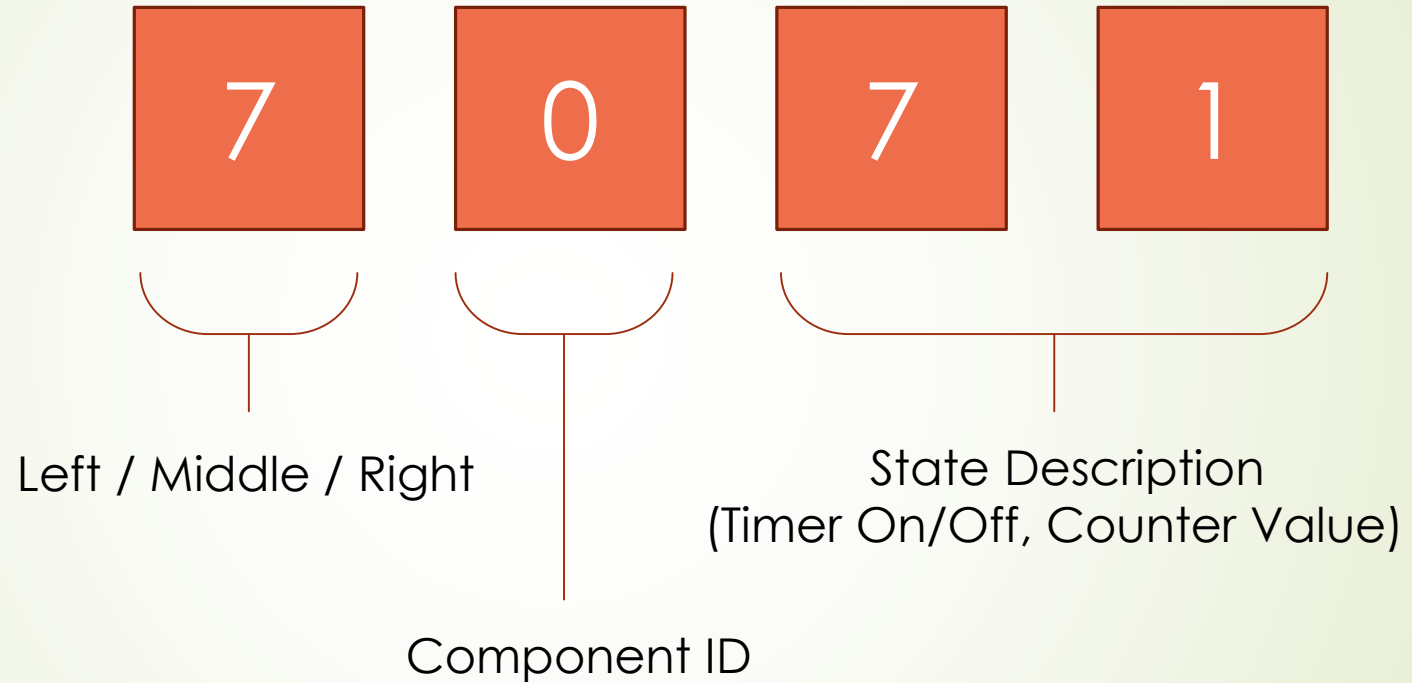 7 0 7 1
Left / Middle / Right
State Description
(Timer On/Off, Counter Value)
Component ID